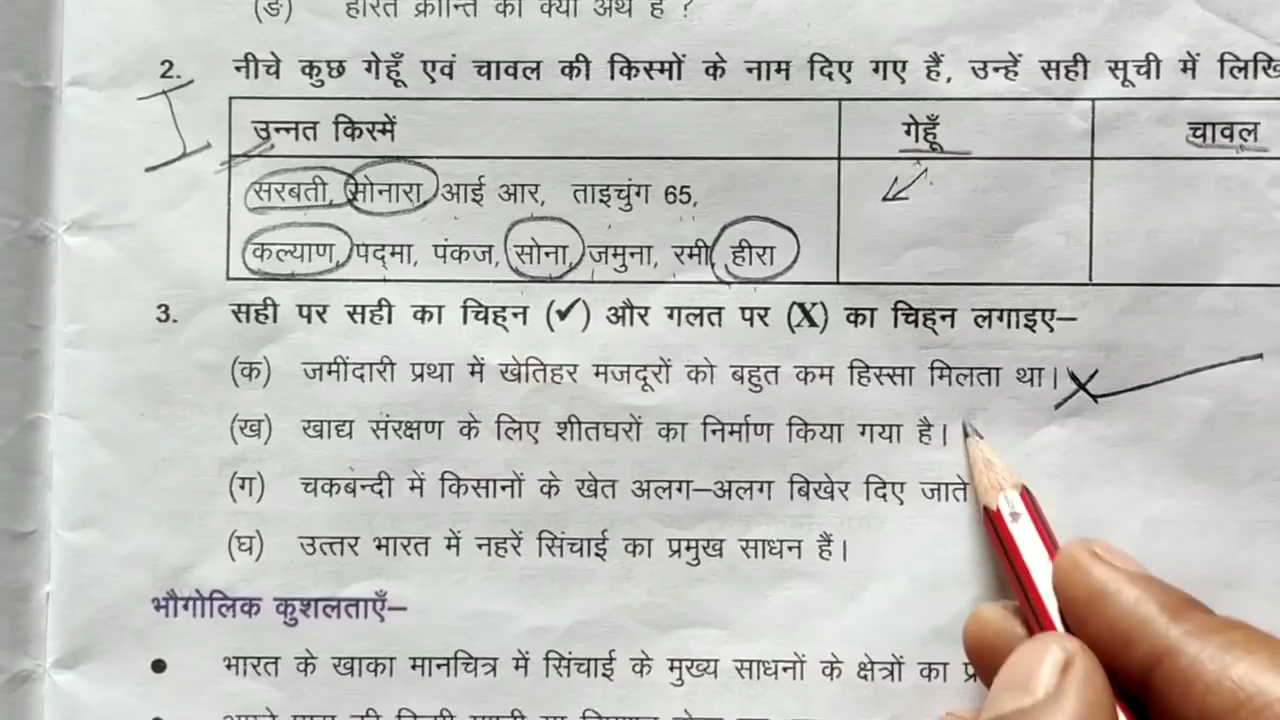 (ङ) हरित क्रान्ति का क्या अर्थ है ?
2. नीचे कुछ गेहूँ एवं चावल की किस्मों के नाम दिए गए हैं, उन्हें सही सूची में
उन्नत किस्में गेहूँ चावल
सरबती, सोनारा, आई आर, ताइचुंग 65,
कल्याण, पद्मा, पंकज, सोना, जमुना, रमी, हीरा
3. सही पर सही का चिह्न (✓) और गलत पर (X) का चिह्न लगाइए–
(क) जमींदारी प्रथा में खेतिहर मजदूरों को बहुत कम हिस्सा मिलता था।
(ख) खाद्य संरक्षण के लिए शीतघरों का निर्माण किया गया है।
(ग) चकबन्दी में किसानों के खेत अलग–अलग बिखेर दिए जाते
(घ) उत्तर भारत में नहरें सिंचाई का प्रमुख साधन हैं।
भौगोलिक कुशलताएँ–
● भारत के खाका मानचित्र में सिंचाई के मुख्य साधनों के क्षेत्रों का